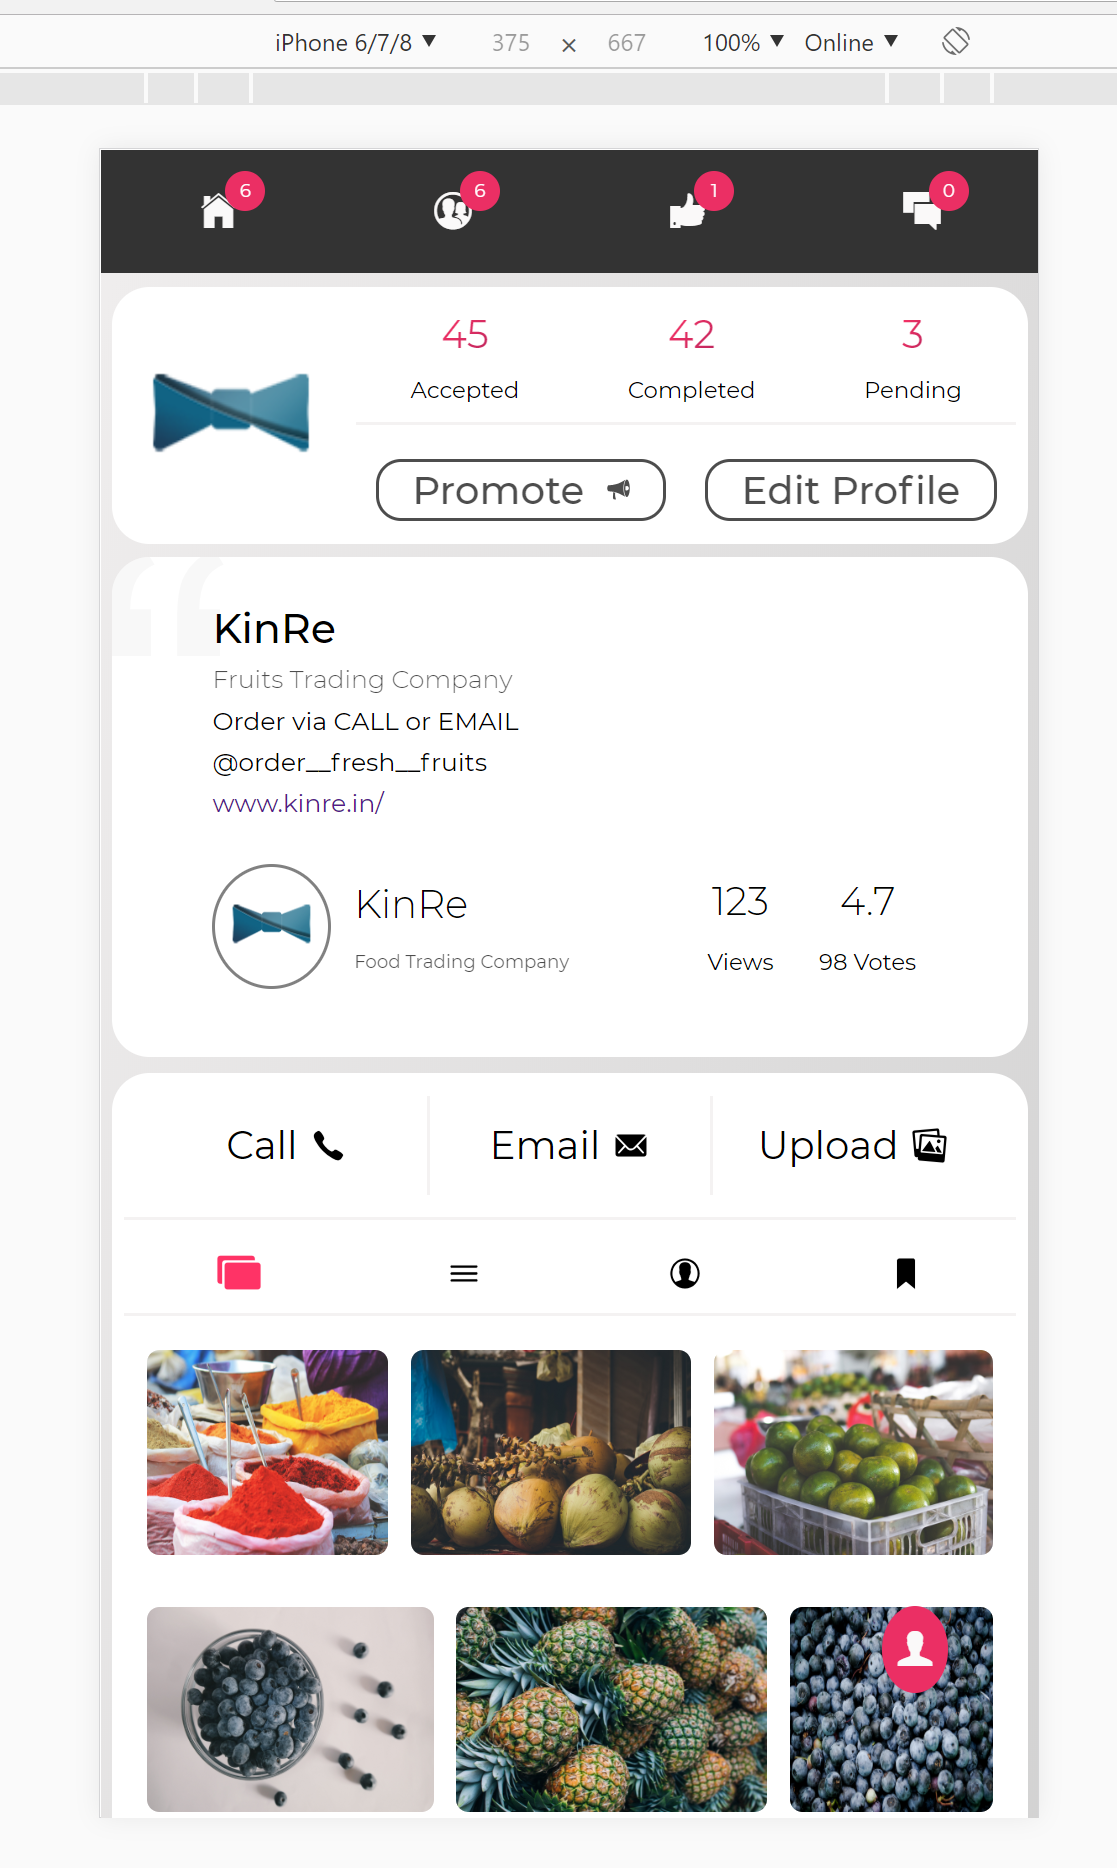 iPhone 6/7/8 ▼ 375 × 667 100% ▼ Online ▼
6 6 1 0
45 42 3
Accepted Completed Pending
Promote Edit Profile
“
KinRe
Fruits Trading Company
Order via CALL or EMAIL
@order__fresh__fruits
www.kinre.in/
KinRe 123 4.7
Food Trading Company Views 98 Votes
Call Email Upload